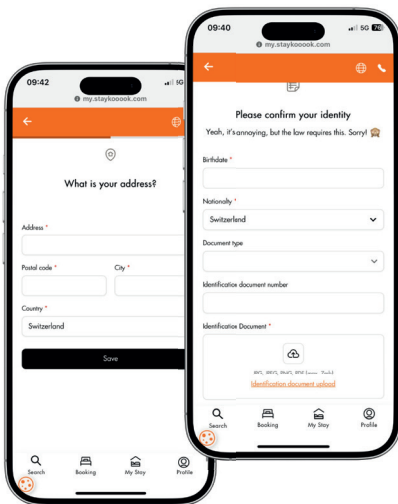 09:42
5G
my.staykooook.com
What is your address?
Address *
Postal code *
City *
Country *
Switzerland
Save
Search
Booking
My Stay
Profile
09:40
5G 76
my.staykooook.com
Please confirm your identity
Yeah, it's annoying, but the law requires this. Sorry!
Birthdate *
Nationalty *
Switzerland
Document type
Identification document number
Identification Document *
Identification document upload
Search
Booking
My Stay
Profile